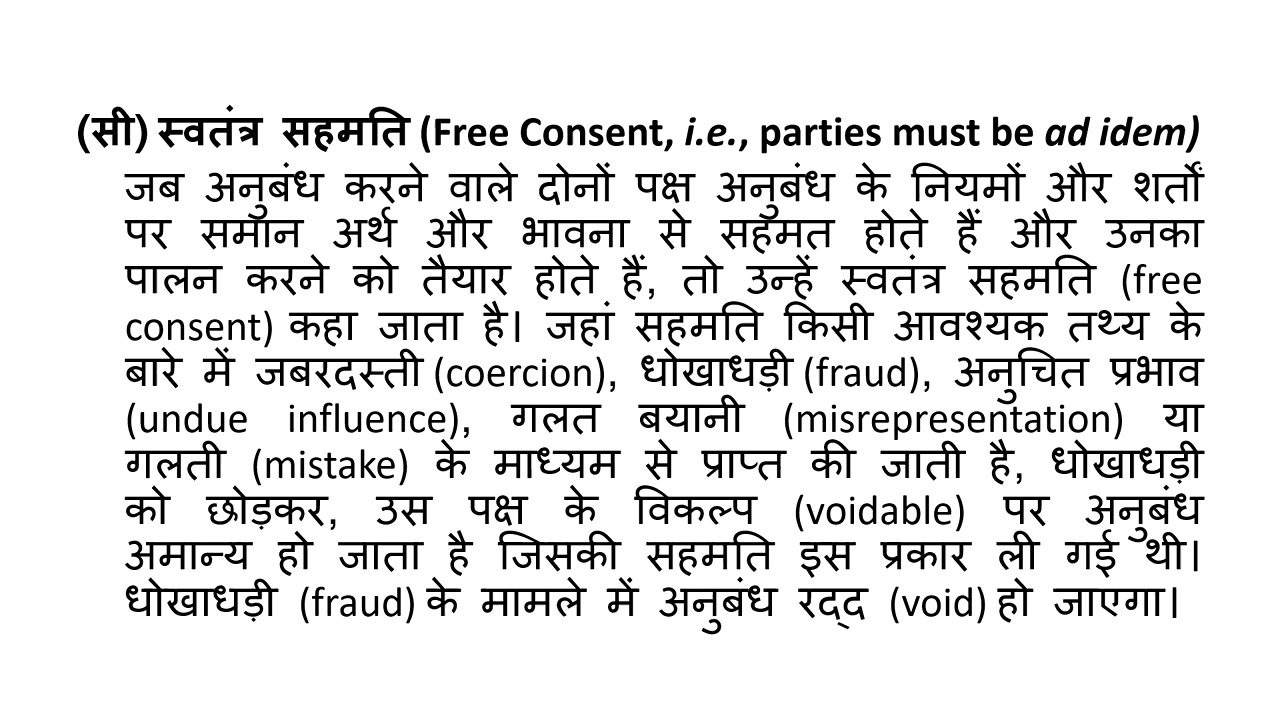 (सी) स्वतंत्र सहमति (Free Consent, i.e., parties must be ad idem)
जब अनुबंध करने वाले दोनों पक्ष अनुबंध के नियमों और शर्तों
पर समान अर्थ और भावना से सहमत होते हैं और उनका
पालन करने को तैयार होते हैं, तो उन्हें स्वतंत्र सहमति (free
consent) कहा जाता है। जहां सहमति किसी आवश्यक तथ्य के
बारे में जबरदस्ती (coercion), धोखाधड़ी (fraud), अनुचित प्रभाव
(undue influence), गलत बयानी (misrepresentation) या
गलती (mistake) के माध्यम से प्राप्त की जाती है, धोखाधड़ी
को छोड़कर, उस पक्ष के विकल्प (voidable) पर अनुबंध
अमान्य हो जाता है जिसकी सहमति इस प्रकार ली गई थी।
धोखाधड़ी (fraud) के मामले में अनुबंध रद्द (void) हो जाएगा।